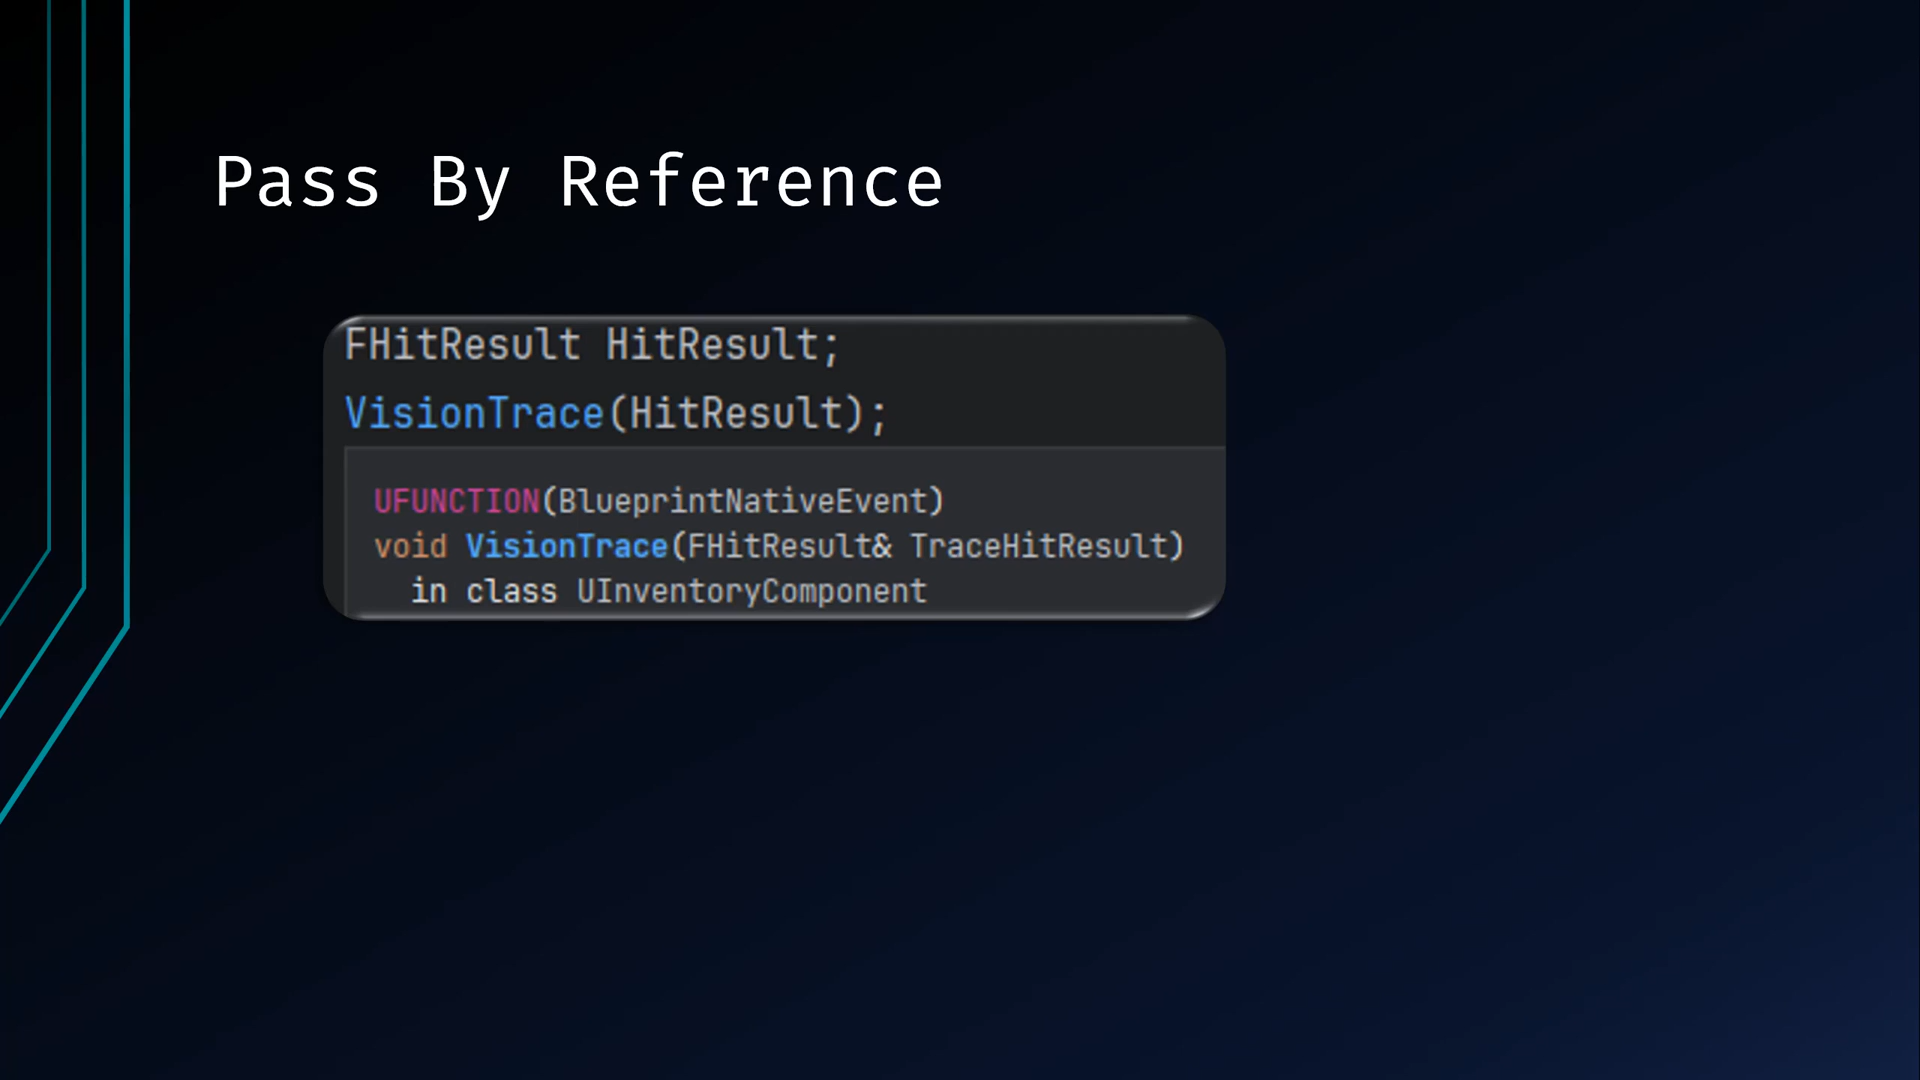 Pass By Reference
FHitResult HitResult;
VisionTrace(HitResult);
UFUNCTION(BlueprintNativeEvent)
void VisionTrace(FHitResult& TraceHitResult)
in class UInventoryComponent